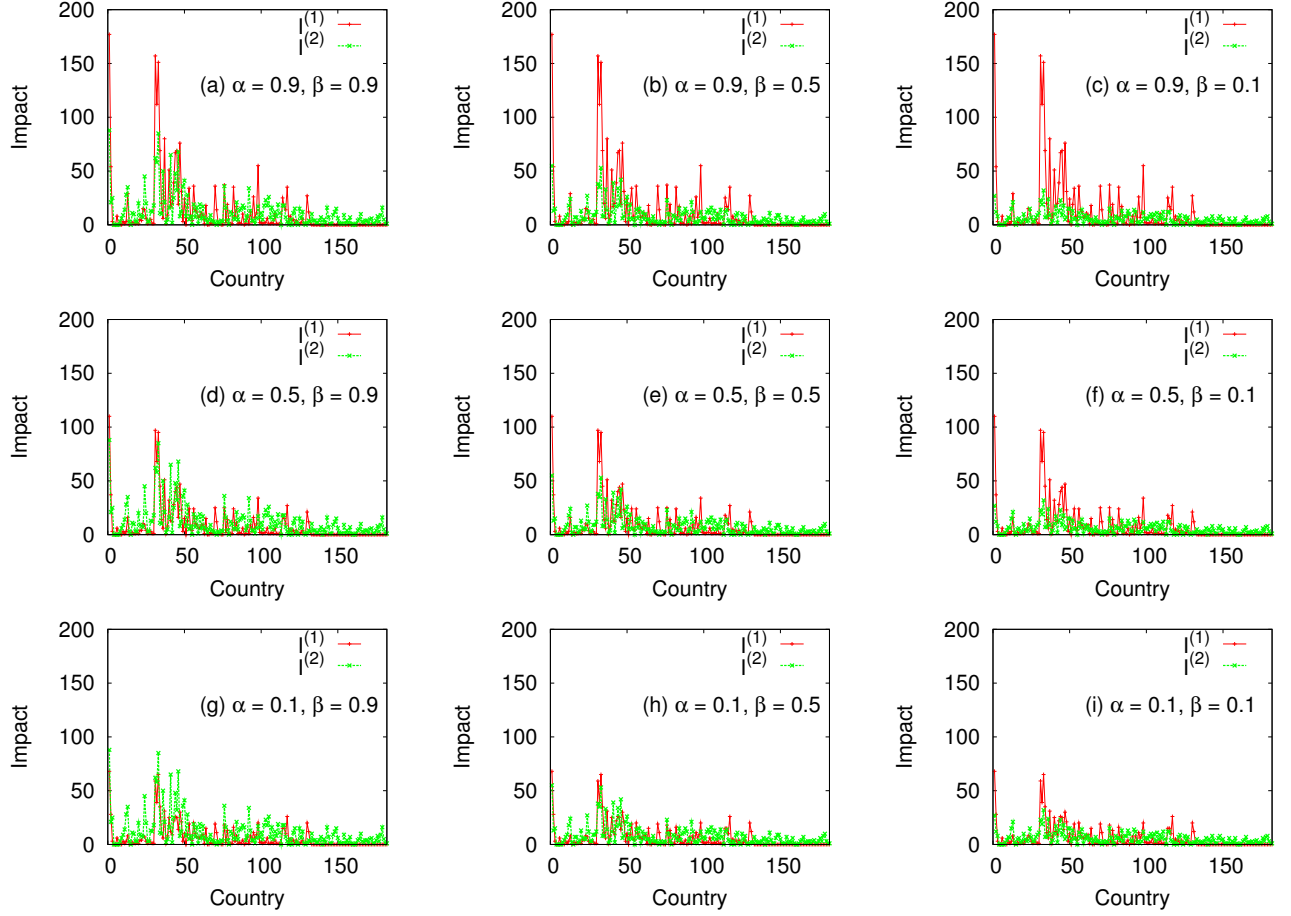 200
150
100
50
0
0 50 100 150
Impact
Country
I(1)
I(2)
(a) α = 0.9, β = 0.9
200
150
100
50
0
0 50 100 150
Impact
Country
I(1)
I(2)
(b) α = 0.9, β = 0.5
200
150
100
50
0
0 50 100 150
Impact
Country
I(1)
I(2)
(c) α = 0.9, β = 0.1
200
150
100
50
0
0 50 100 150
Impact
Country
I(1)
I(2)
(d) α = 0.5, β = 0.9
200
150
100
50
0
0 50 100 150
Impact
Country
I(1)
I(2)
(e) α = 0.5, β = 0.5
200
150
100
50
0
0 50 100 150
Impact
Country
I(1)
I(2)
(f) α = 0.5, β = 0.1
200
150
100
50
0
0 50 100 150
Impact
Country
I(1)
I(2)
(g) α = 0.1, β = 0.9
200
150
100
50
0
0 50 100 150
Impact
Country
I(1)
I(2)
(h) α = 0.1, β = 0.5
200
150
100
50
0
0 50 100 150
Impact
Country
I(1)
I(2)
(i) α = 0.1, β = 0.1